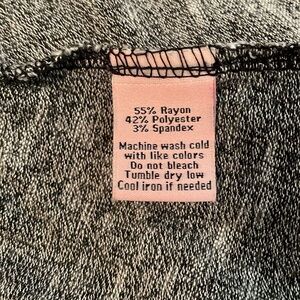 55% Rayon
42% Polyester
3% Spandex
Machine wash cold
with like colors
Do not bleach
Tumble dry low
Cool iron if needed